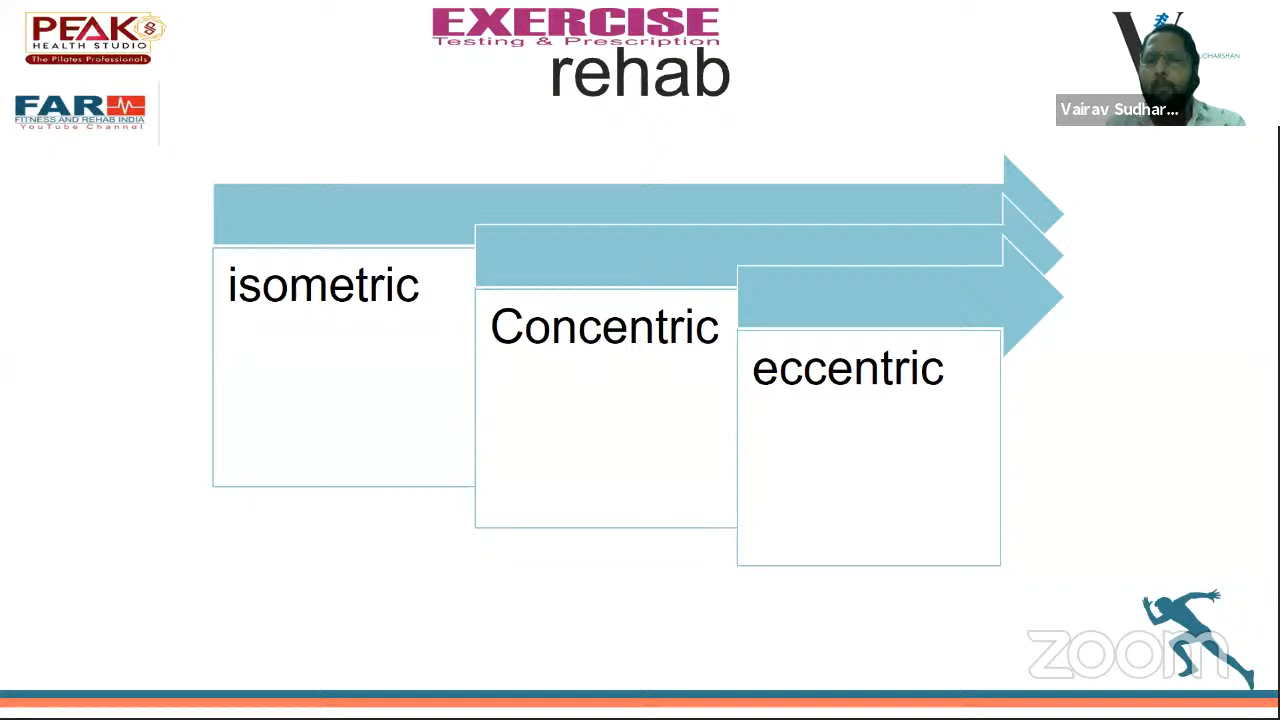 PEAK
HEALTH STUDIO
The Pilates Professionals
FAR
FITNESS AND REHAB INDIA
YouTube Channel
EXERCISE
Testing & Prescription
rehab
Vairav Sudhar...
isometric
Concentric
eccentric
zoom